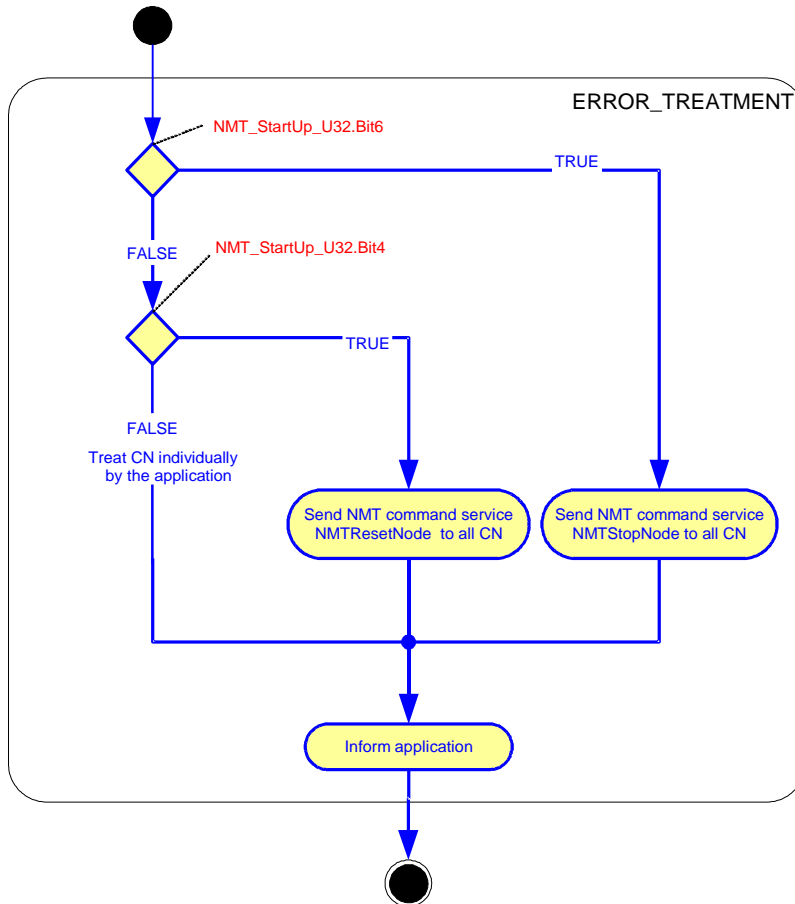 ERROR_TREATMENT
NMT_StartUp_U32.Bit6
TRUE
FALSE
NMT_StartUp_U32.Bit4
TRUE
FALSE
Treat CN individually
by the application
Send NMT command service
NMTResetNode to all CN
Send NMT command service
NMTStopNode to all CN
Inform application